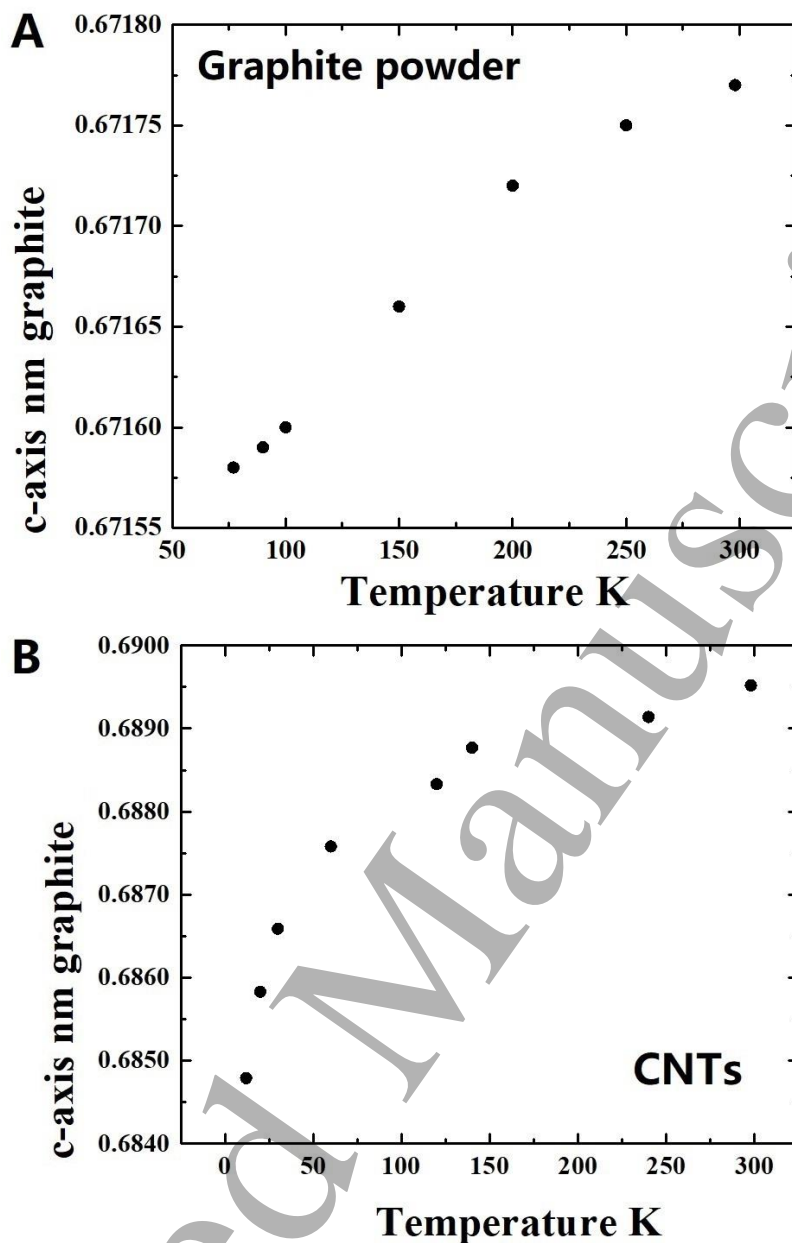 A
Graphite powder
0.67180
0.67175
0.67170
0.67165
0.67160
0.67155
c-axis nm graphite
50 100 150 200 250 300
Temperature K
B
0.6900
0.6890
0.6880
0.6870
0.6860
0.6850
0.6840
c-axis nm graphite
CNTs
0 50 100 150 200 250 300
Temperature K
d Manusc